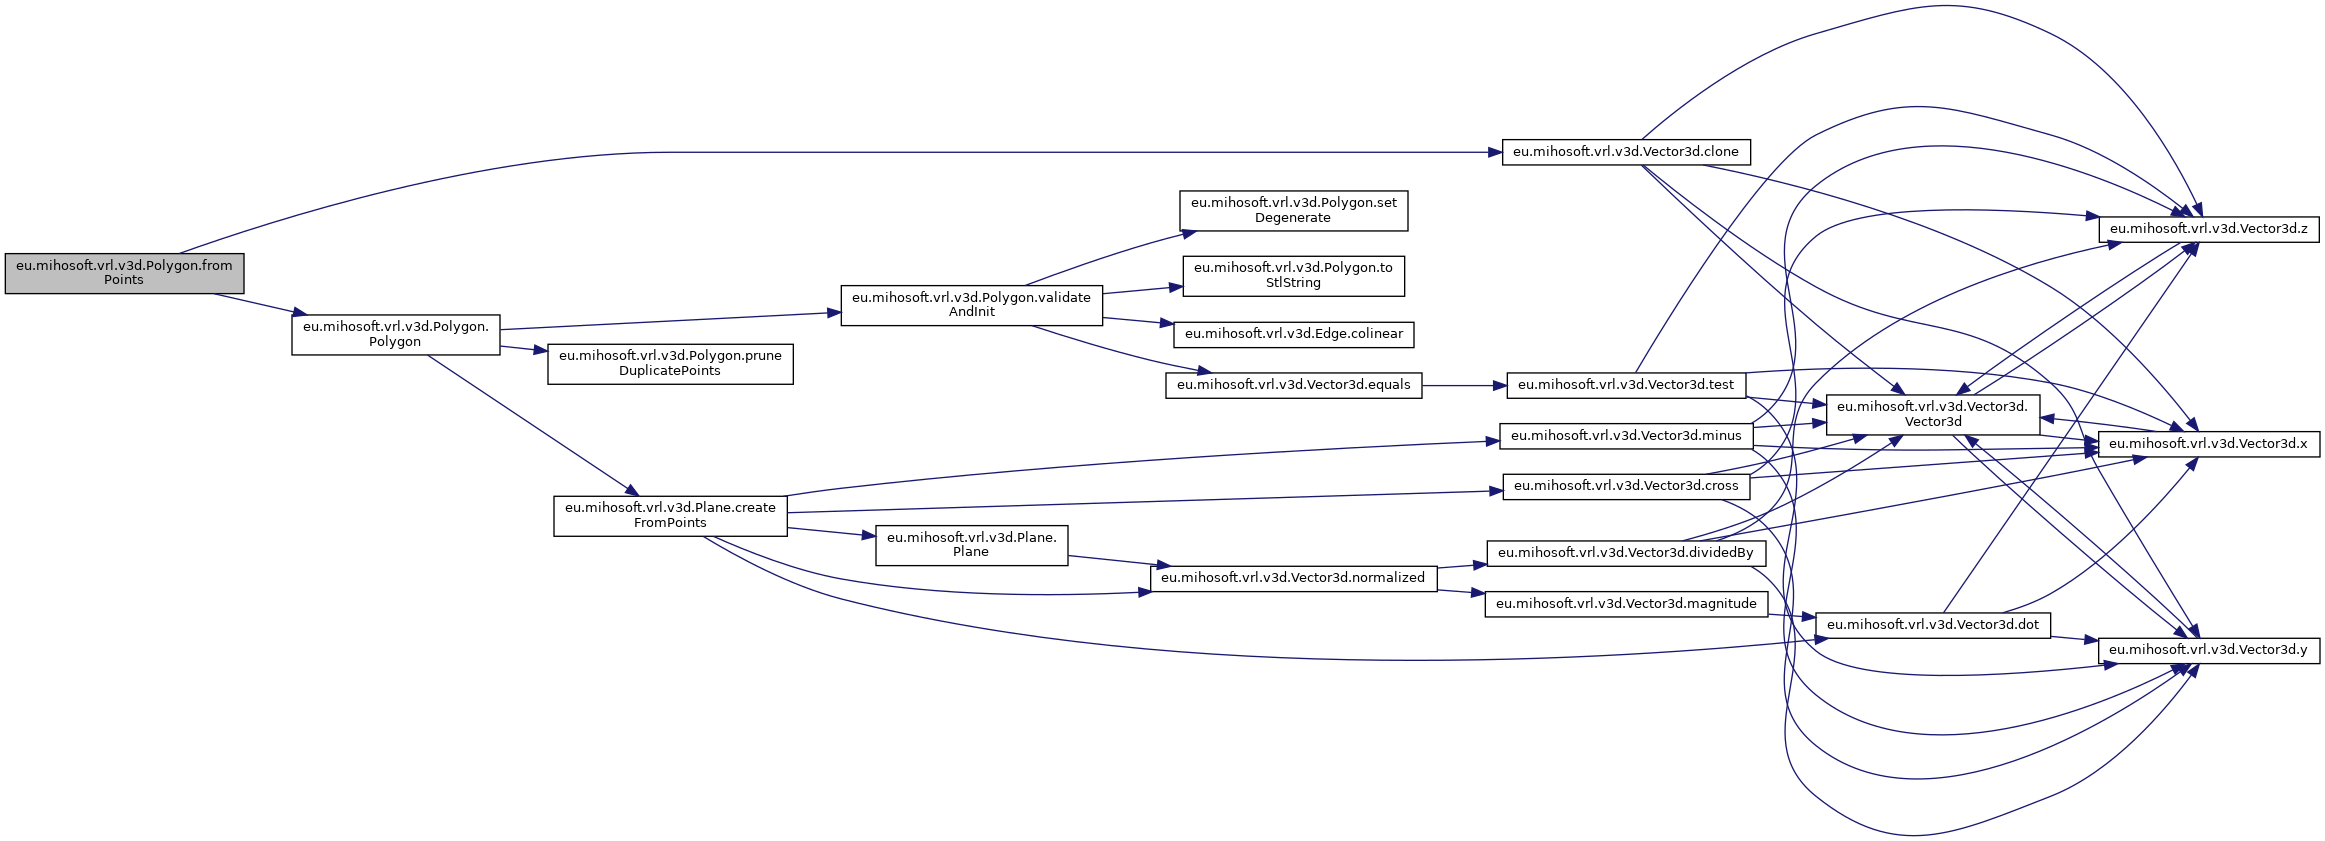 eu.mihosoft.vrl.v3d.Polygon.from
Points
eu.mihosoft.vrl.v3d.Polygon.
Polygon
eu.mihosoft.vrl.v3d.Polygon.prune
DuplicatePoints
eu.mihosoft.vrl.v3d.Plane.create
FromPoints
eu.mihosoft.vrl.v3d.Polygon.validate
AndInit
eu.mihosoft.vrl.v3d.Plane.
Plane
eu.mihosoft.vrl.v3d.Polygon.set
Degenerate
eu.mihosoft.vrl.v3d.Polygon.to
StlString
eu.mihosoft.vrl.v3d.Edge.colinear
eu.mihosoft.vrl.v3d.Vector3d.equals
eu.mihosoft.vrl.v3d.Vector3d.normalized
eu.mihosoft.vrl.v3d.Vector3d.clone
eu.mihosoft.vrl.v3d.Vector3d.test
eu.mihosoft.vrl.v3d.Vector3d.minus
eu.mihosoft.vrl.v3d.Vector3d.cross
eu.mihosoft.vrl.v3d.Vector3d.dividedBy
eu.mihosoft.vrl.v3d.Vector3d.magnitude
eu.mihosoft.vrl.v3d.Vector3d.
Vector3d
eu.mihosoft.vrl.v3d.Vector3d.dot
eu.mihosoft.vrl.v3d.Vector3d.z
eu.mihosoft.vrl.v3d.Vector3d.x
eu.mihosoft.vrl.v3d.Vector3d.y